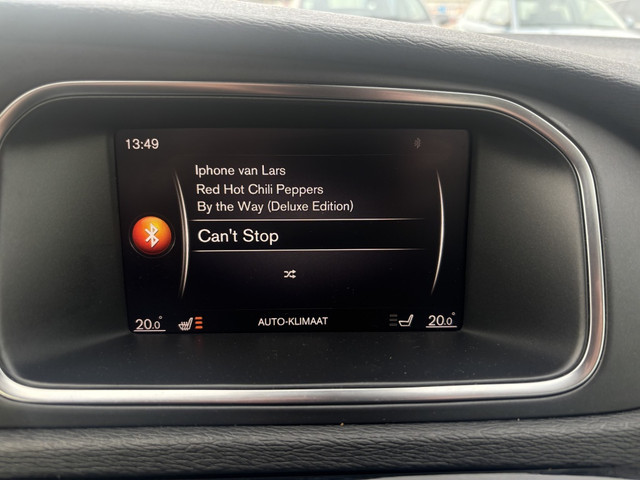 13:49
Iphone van Lars
Red Hot Chili Peppers
By the Way (Deluxe Edition)
Can't Stop
20.0 AUTO-KLIMAAT 20.0